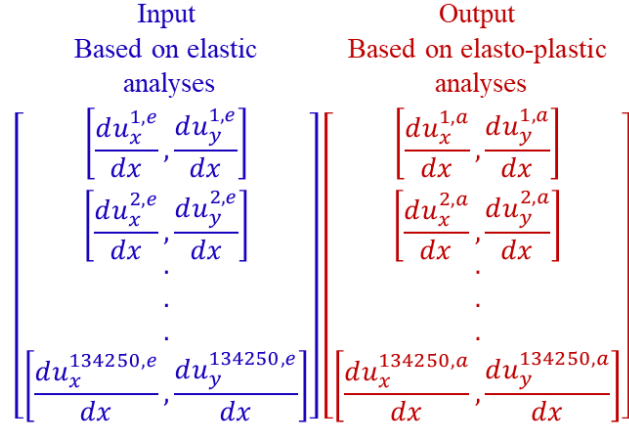 Input Output
Based on elastic Based on elasto-plastic
analyses analyses
[[du_x^{1,e}/dx, du_y^{1,e}/dx] [[du_x^{1,a}/dx, du_y^{1,a}/dx]
[du_x^{2,e}/dx, du_y^{2,e}/dx] [du_x^{2,a}/dx, du_y^{2,a}/dx]
. .
. .
. .
[du_x^{134250,e}/dx, du_y^{134250,e}/dx]] [du_x^{134250,a}/dx, du_y^{134250,a}/dx]]